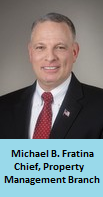 Michael B. Fratina
Chief, Property
Management Branch